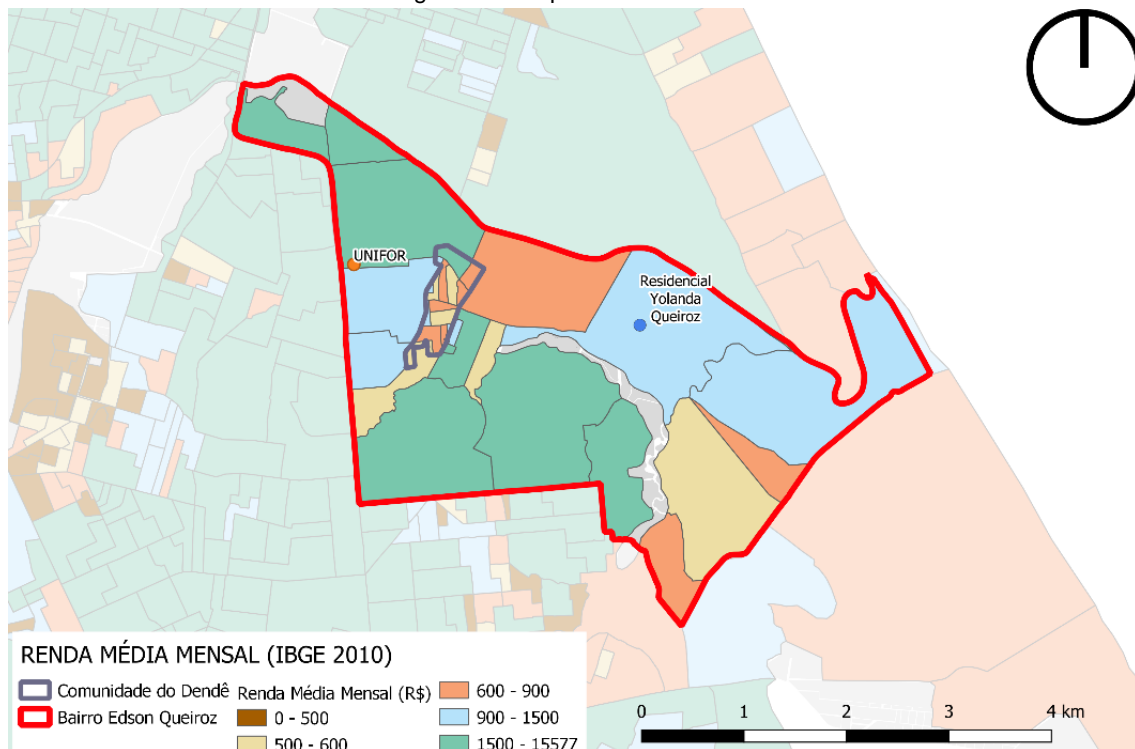 UNIFOR
Residencial
Yolanda
Queiroz
RENDA MÉDIA MENSAL (IBGE 2010)
Comunidade do Dendê
Bairro Edson Queiroz
Renda Média Mensal (R$)
0 - 500
500 - 600
600 - 900
900 - 1500
1500 - 15577
0 1 2 3 4 km